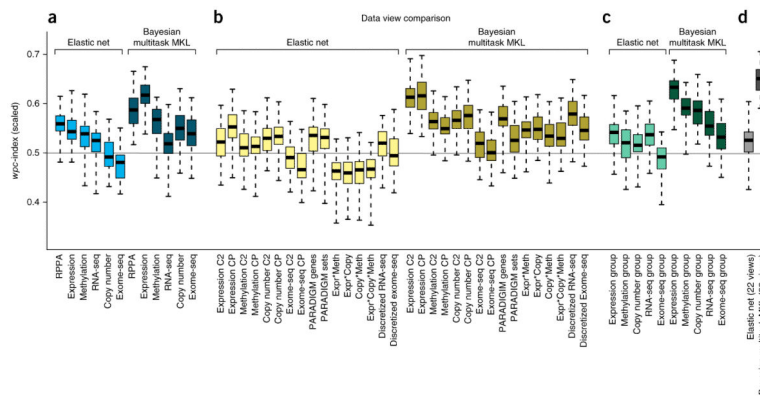 a
b
c
d
Data view comparison
Elastic net
Bayesian
multitask MKL
Elastic net
Bayesian
multitask MKL
Elastic net
Bayesian
multitask MKL
wpc-index (scaled)
0.7
0.6
0.5
0.4
RPPA
Expression
Methylation
RNA-seq
Copy number
Exome-seq
RPPA
Expression
Methylation
RNA-seq
Copy number
Exome-seq
Expression C2
Expression CP
Methylation C2
Methylation CP
Copy number C2
Copy number CP
Exome-seq C2
Exome-seq CP
PARADIGM genes
PARADIGM sets
Expr*Meth
Expr*Copy
Copy*Meth
Expr*Copy*Meth
Discretized RNA-seq
Discretized exome-seq
Expression C2
Expression CP
Methylation C2
Methylation CP
Copy number C2
Copy number CP
Exome-seq C2
Exome-seq CP
PARADIGM genes
PARADIGM sets
Expr*Meth
Expr*Copy
Copy*Meth
Expr*Copy*Meth
Discretized RNA-seq
Discretized Exome-seq
Expression group
Methylation group
Copy number group
RNA-seq group
Exome-seq group
Expression group
Methylation group
Copy number group
RNA-seq group
Exome-seq group
Elastic net (22 views)